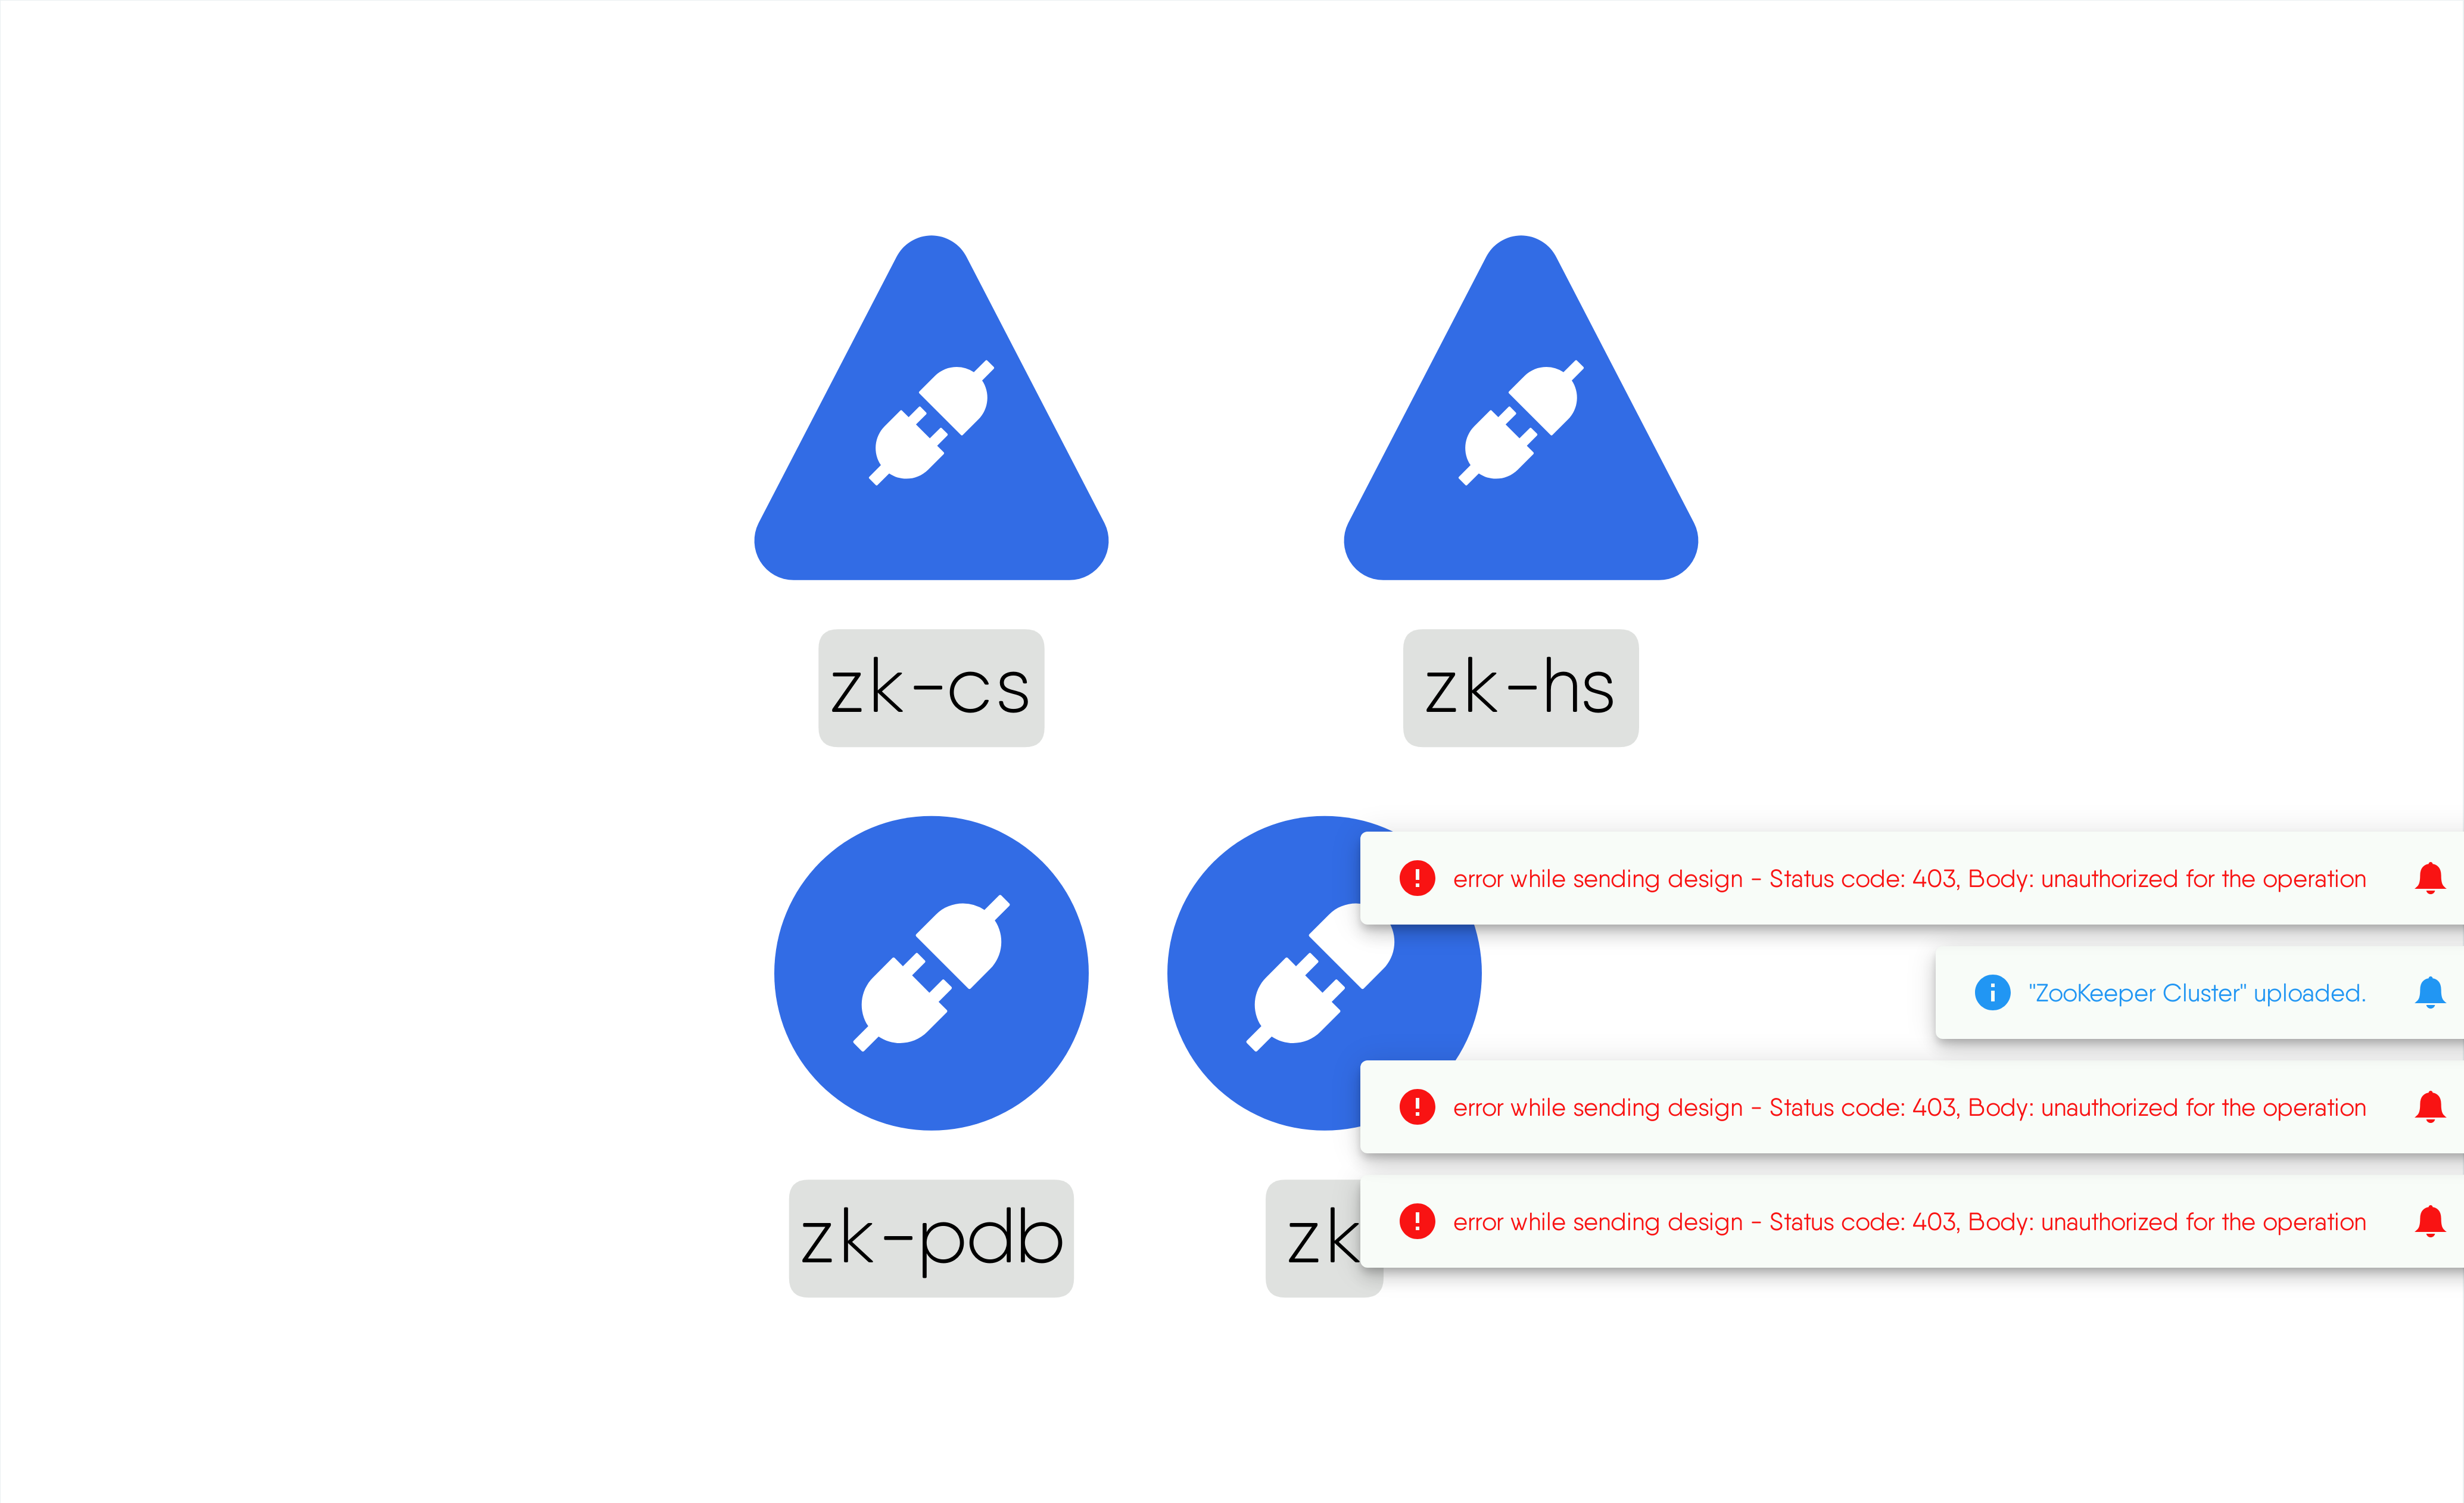 zk-cs
zk-hs
error while sending design - Status code: 403, Body: unauthorized for the operation
"ZooKeeper Cluster" uploaded.
error while sending design - Status code: 403, Body: unauthorized for the operation
zk-pdb
zk
error while sending design - Status code: 403, Body: unauthorized for the operation